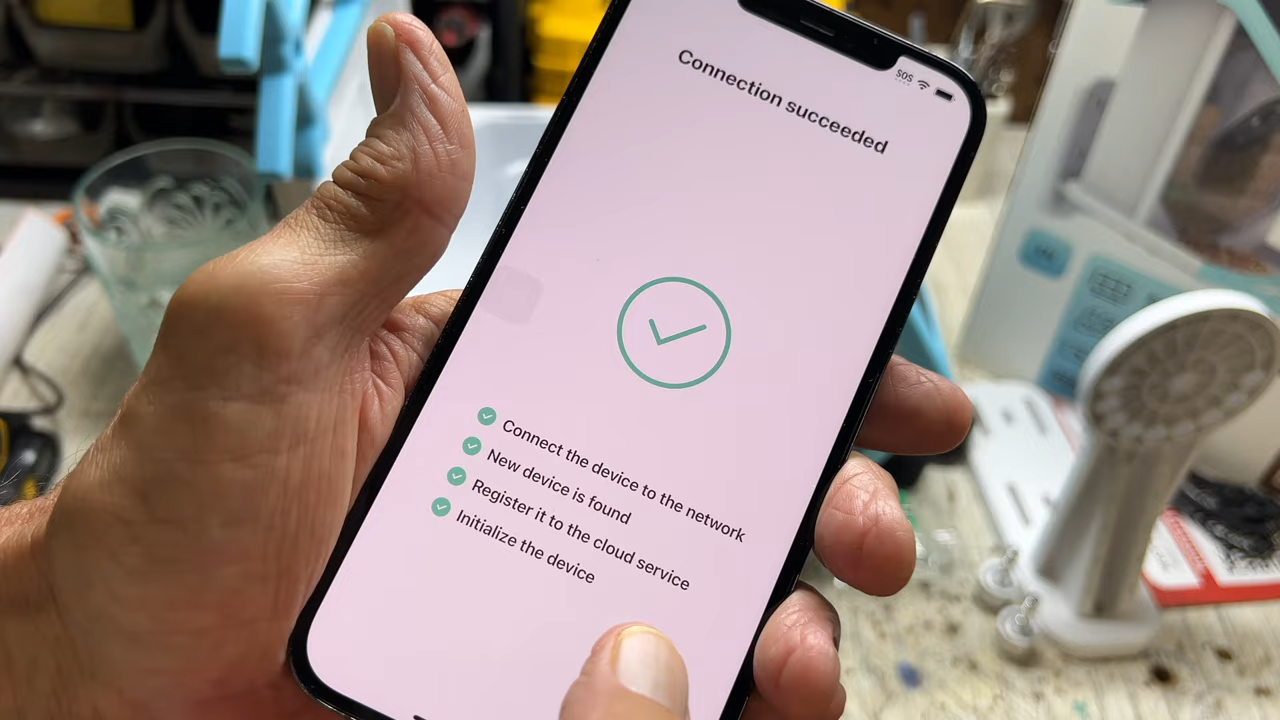 SOS
Connection succeeded
Connect the device to the network
New device is found
Register it to the cloud service
Initialize the device